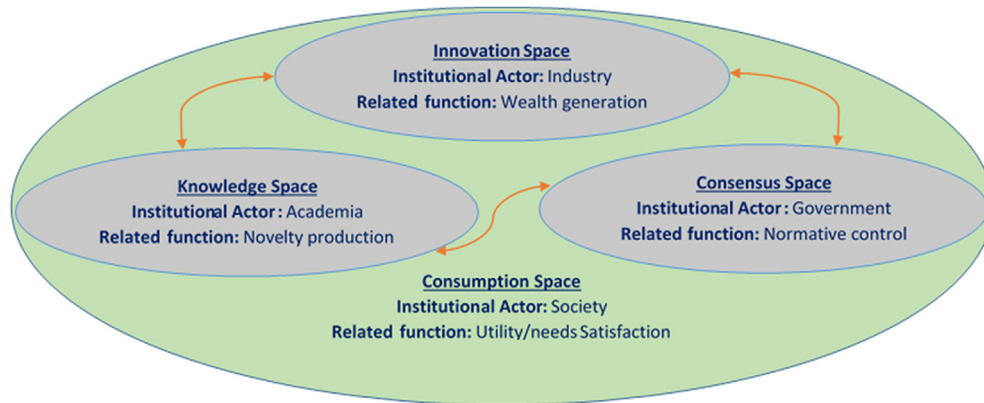 Innovation Space
Institutional Actor: Industry
Related function: Wealth generation
Knowledge Space
Institutional Actor : Academia
Related function: Novelty production
Consensus Space
Institutional Actor: Government
Related function: Normative control
Consumption Space
Institutional Actor: Society
Related function: Utility/needs Satisfaction